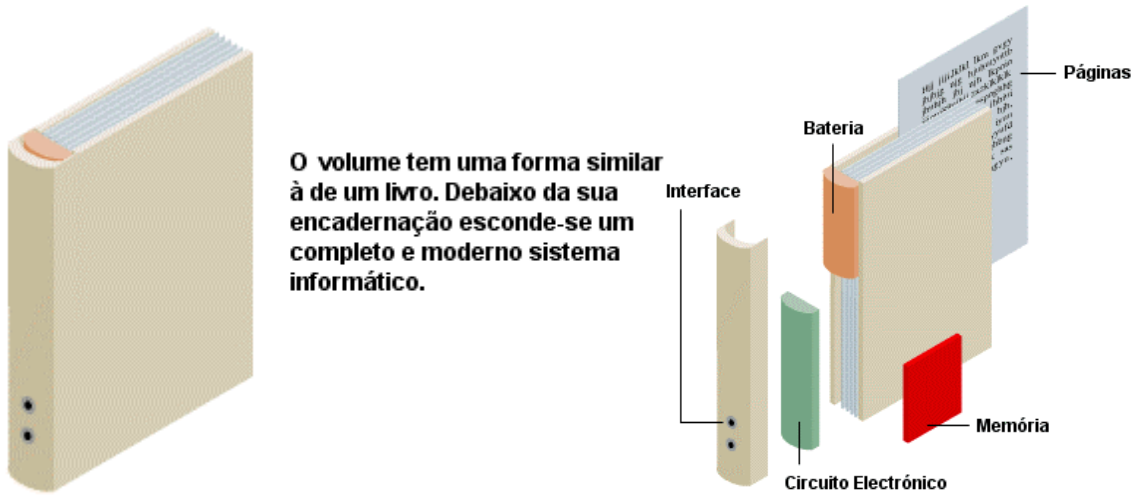 O volume tem uma forma similar
à de um livro. Debaixo da sua
encadernação esconde-se um
completo e moderno sistema
informático.
Páginas
Bateria
Interface
Memória
Circuito Electrónico